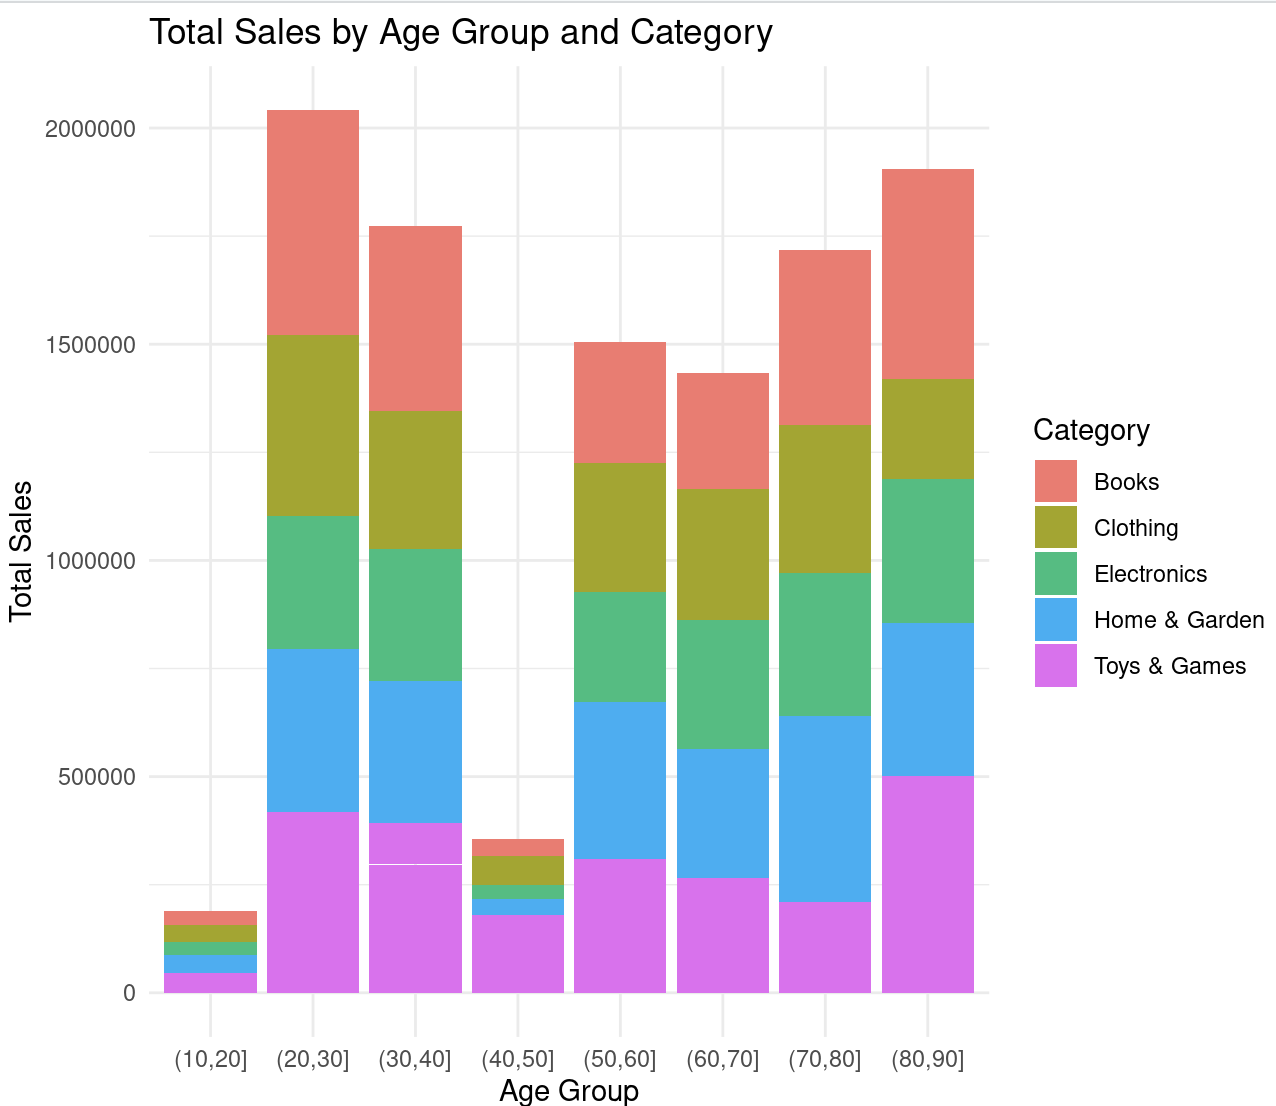 Total Sales by Age Group and Category
Total Sales
2000000
1500000
1000000
500000
0
(10,20]
(20,30]
(30,40]
(40,50]
(50,60]
(60,70]
(70,80]
(80,90]
Age Group
Category
Books
Clothing
Electronics
Home & Garden
Toys & Games